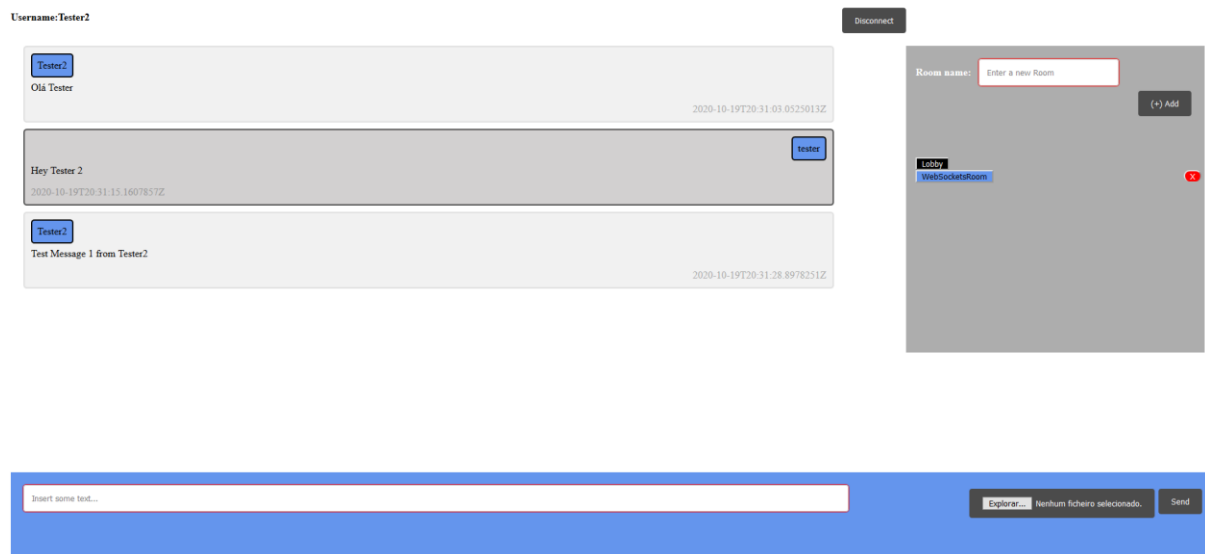 Username:Tester2
Disconnect
Tester2
Olá Tester
2020-10-19T20:31:03.0525013Z
tester
Hey Tester 2
2020-10-19T20:31:15.1607857Z
Tester2
Test Message 1 from Tester2
2020-10-19T20:31:28.8978251Z
Room name: Enter a new Room
(+) Add
Lobby
WebSocketsRoom X
Insert some text...
Explorar... Nenhum ficheiro selecionado. Send